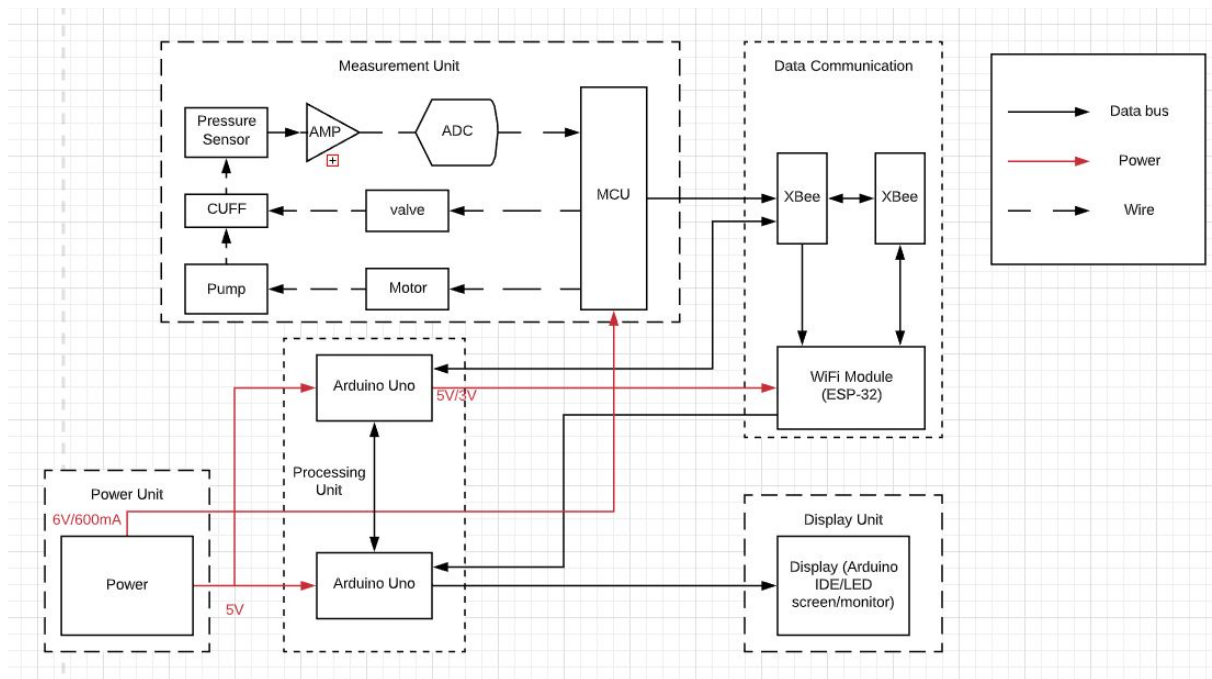 Measurement Unit
Pressure
Sensor
AMP
ADC
MCU
CUFF
valve
Pump
Motor
Data Communication
XBee
XBee
WiFi Module
(ESP-32)
Data bus
Power
Wire
Arduino Uno
5V/3V
Processing
Unit
Arduino Uno
Power Unit
6V/600mA
Power
5V
Display Unit
Display (Arduino
IDE/LED
screen/monitor)